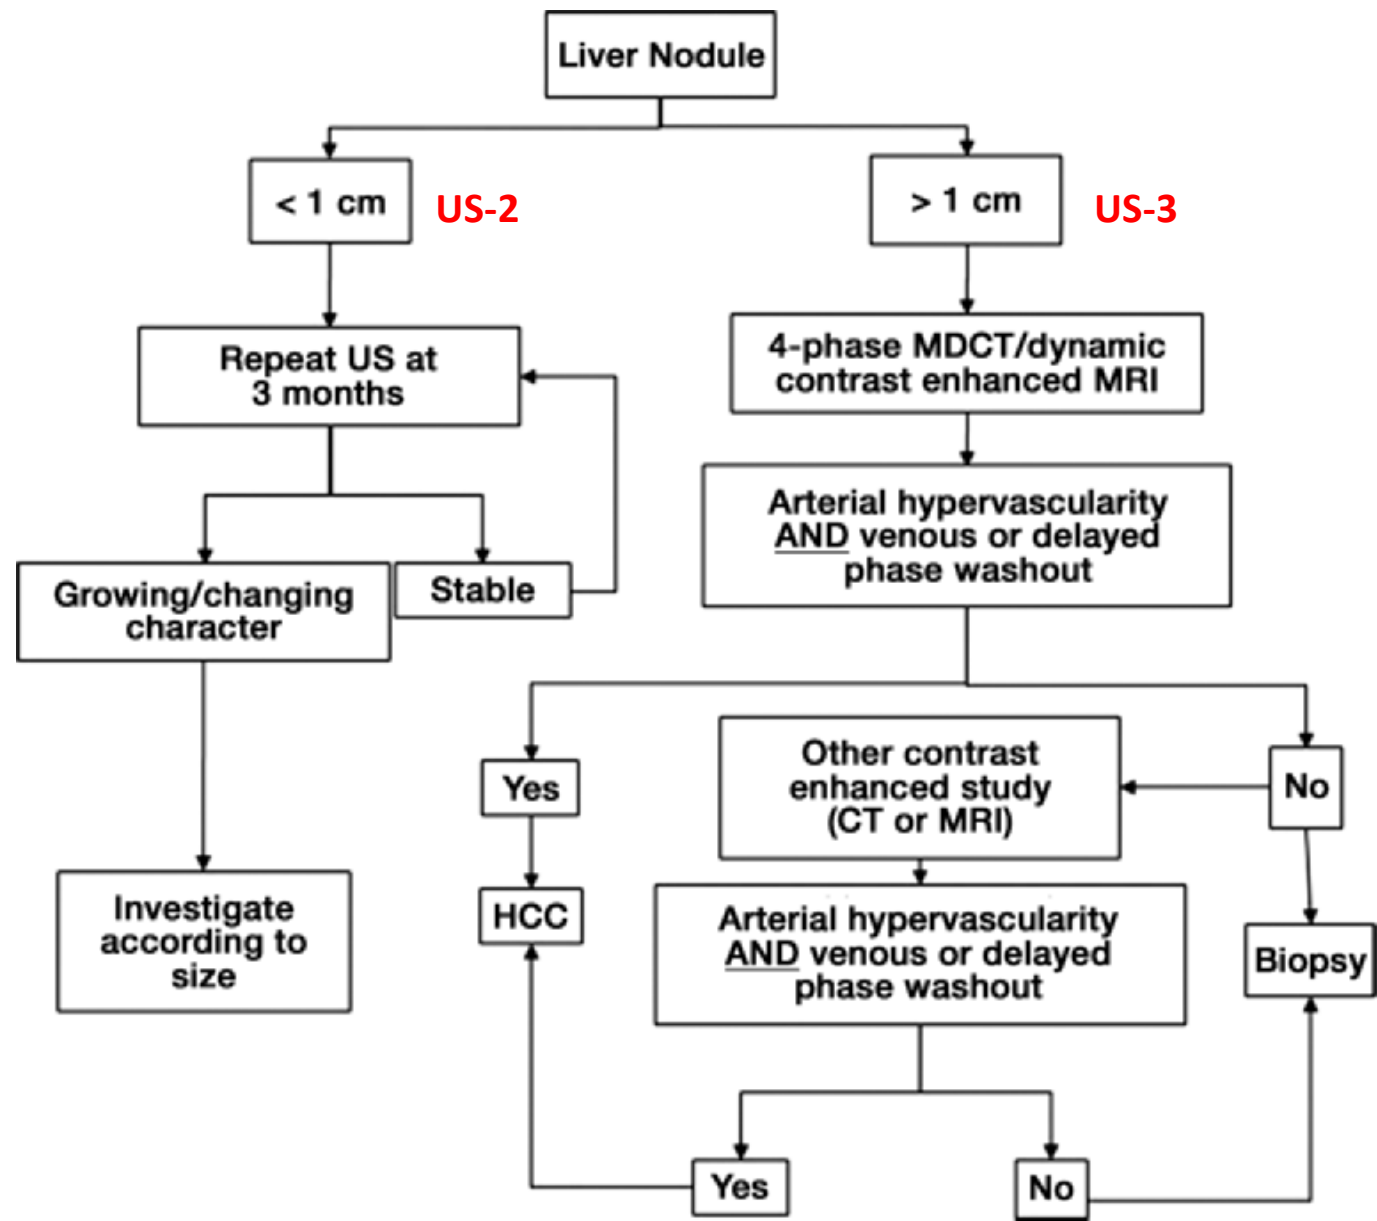 Liver Nodule
< 1 cm
US-2
> 1 cm
US-3
Repeat US at
3 months
4-phase MDCT/dynamic
contrast enhanced MRI
Arterial hypervascularity
AND venous or delayed
phase washout
Growing/changing
character
Stable
Yes
Other contrast
enhanced study
(CT or MRI)
No
Investigate
according to
size
HCC
Arterial hypervascularity
AND venous or delayed
phase washout
Biopsy
Yes
No